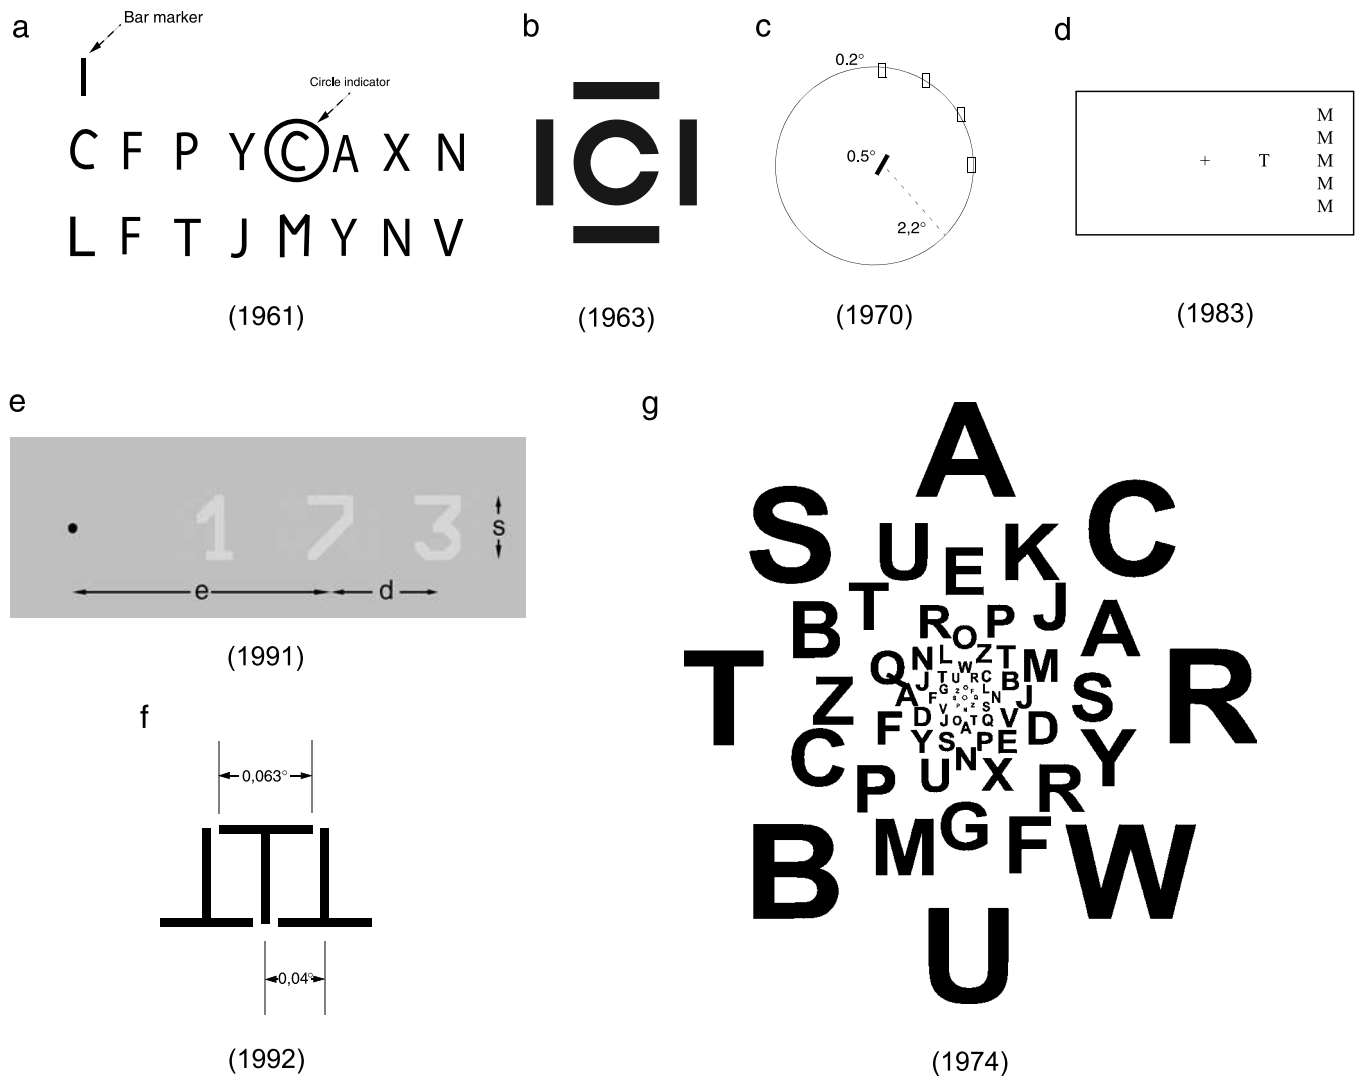 a
Bar marker
Circle indicator
C F P Y C A X N
L F T J M Y N V
(1961)
b
C
(1963)
c
0.2°
0.5°
2,2°
(1970)
d
+ T
M
M
M
M
M
(1983)
e
1 7 3
s
e d
(1991)
f
0,063°
0,04°
(1992)
g
A
S C
U E K
T J
B A
R O P
T R
Q N L Z T M
W
J T U R C B
Z A F G L N J S
D V S Q V
F D
C Y J O A T P E Y
S
U N X
P R
M G F
B W
U
(1974)